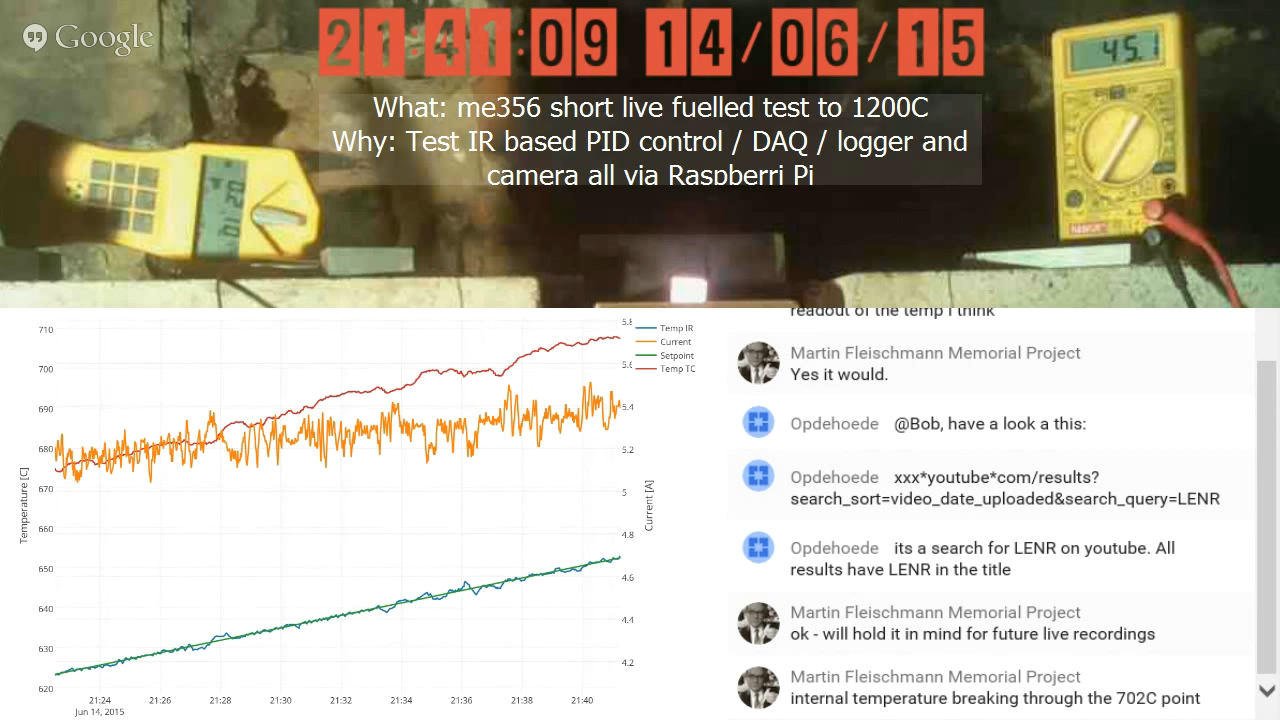 Google
21:41:09 14/06/15
What: me356 short live fuelled test to 1200C
Why: Test IR based PID control / DAQ / logger and
camera all via Raspberri Pi
45.1
710
700
690
680
670
660
650
640
630
620
Temperature [C]
21:24
21:26
21:28
21:30
21:32
21:34
21:36
21:38
21:40
Jun 14, 2015
5.4
5.2
5
4.8
4.6
4.4
4.2
Current [A]
Temp IR
Current
Setpoint
Temp TC
readout of the temp I think
Martin Fleischmann Memorial Project
Yes it would.
Opdehoede @Bob, have a look a this:
Opdehoede xxx*youtube*com/results?
search_sort=video_date_uploaded&search_query=LENR
Opdehoede its a search for LENR on youtube. All
results have LENR in the title
Martin Fleischmann Memorial Project
ok - will hold it in mind for future live recordings
Martin Fleischmann Memorial Project
internal temperature breaking through the 702C point